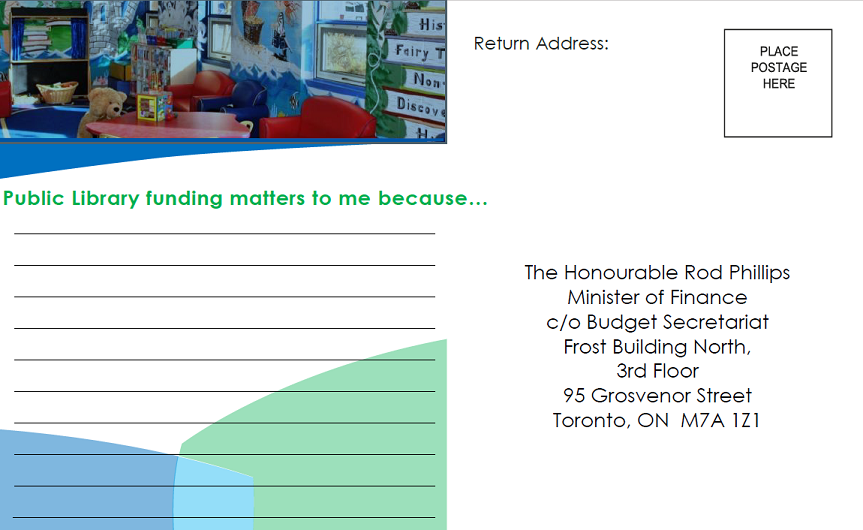 His
Fairy T
Non-
Discove
H
Return Address:
PLACE
POSTAGE
HERE
Public Library funding matters to me because...
The Honourable Rod Phillips
Minister of Finance
c/o Budget Secretariat
Frost Building North,
3rd Floor
95 Grosvenor Street
Toronto, ON M7A 1Z1